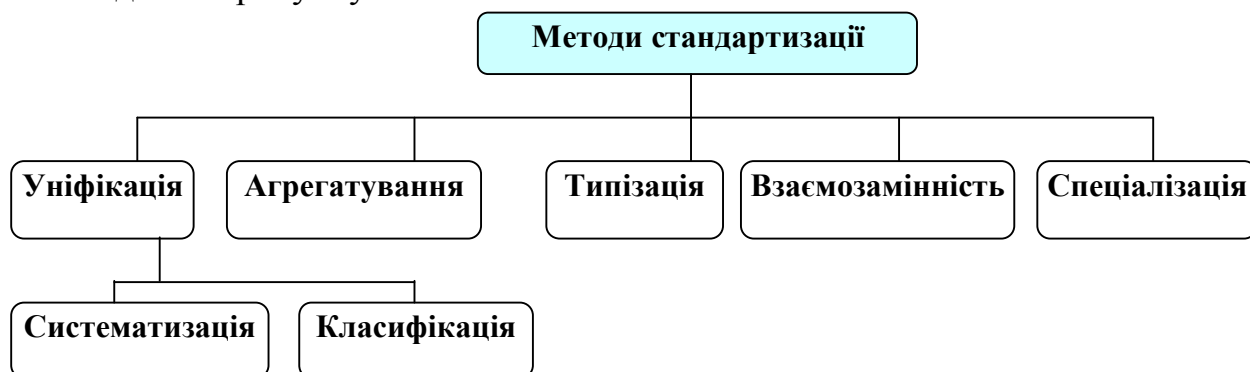 Методи стандартизації
Уніфікація Агрегатування Типізація Взаємозамінність Спеціалізація
Систематизація Класифікація